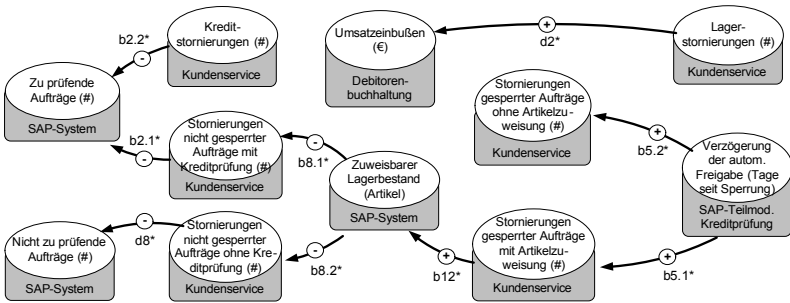 Kredit-
stornierungen (#)
Kundenservice
b2.2*
-
Zu prüfende
Aufträge (#)
SAP-System
b2.1*
-
Stornierungen
nicht gesperrter
Aufträge mit
Kreditprüfung (#)
Kundenservice
Nicht zu prüfende
Aufträge (#)
SAP-System
-
d8*
Stornierungen
nicht gesperrter
Aufträge ohne Kre-
ditprüfung (#)
Kundenservice
Umsatzeinbußen
(€)
Debitoren-
buchhaltung
+
d2*
Lager-
stornierungen (#)
Kundenservice
-
b8.1*
Zuweisbarer
Lagerbestand
(Artikel)
SAP-System
-
b8.2*
Stornierungen
gesperrter Aufträge
ohne Artikelzu-
weisung (#)
Kundenservice
+
b5.2*
Verzögerung
der autom.
Freigabe (Tage
seit Sperrung)
SAP-Teilmod.
Kreditprüfung
Stornierungen
gesperrter Aufträge
mit Artikelzu-
weisung (#)
Kundenservice
+
b12*
+
b5.1*